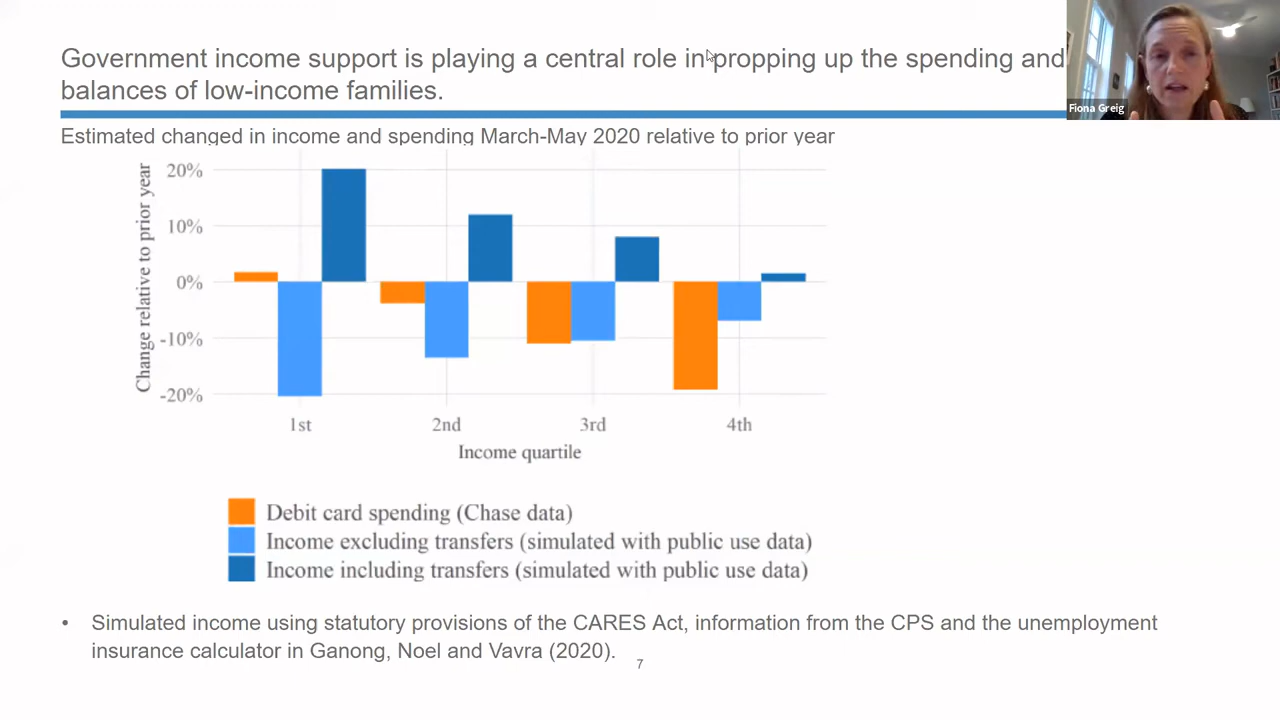 Government income support is playing a central role in propping up the spending and
balances of low-income families.
Fiona Greig
Estimated changed in income and spending March-May 2020 relative to prior year
Change relative to prior year
20%
10%
0%
-10%
-20%
1st 2nd 3rd 4th
Income quartile
Debit card spending (Chase data)
Income excluding transfers (simulated with public use data)
Income including transfers (simulated with public use data)
• Simulated income using statutory provisions of the CARES Act, information from the CPS and the unemployment
insurance calculator in Ganong, Noel and Vavra (2020).
7